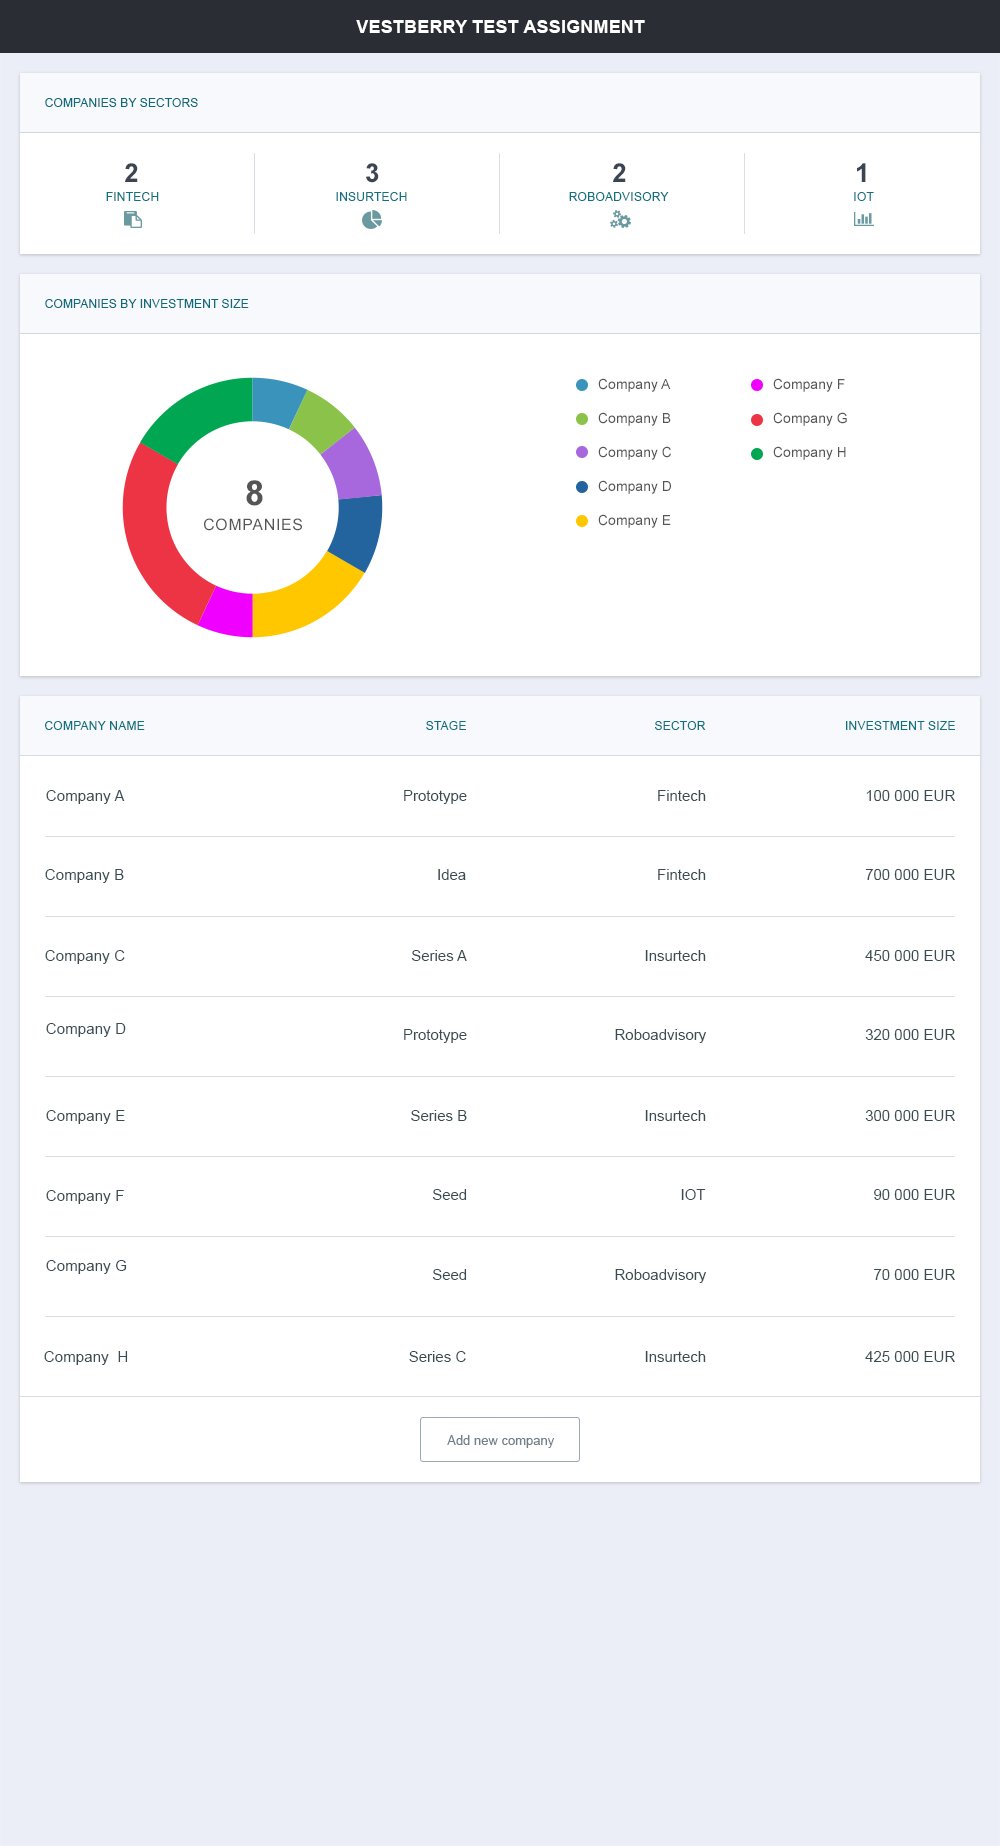 VESTBERRY TEST ASSIGNMENT
COMPANIES BY SECTORS
2 3 2 1
FINTECH INSURTECH ROBOADVISORY IOT
COMPANIES BY INVESTMENT SIZE
8
COMPANIES
Company A Company F
Company B Company G
Company C Company H
Company D
Company E
COMPANY NAME STAGE SECTOR INVESTMENT SIZE
Company A Prototype Fintech 100 000 EUR
Company B Idea Fintech 700 000 EUR
Company C Series A Insurtech 450 000 EUR
Company D Prototype Roboadvisory 320 000 EUR
Company E Series B Insurtech 300 000 EUR
Company F Seed IOT 90 000 EUR
Company G Seed Roboadvisory 70 000 EUR
Company H Series C Insurtech 425 000 EUR
Add new company